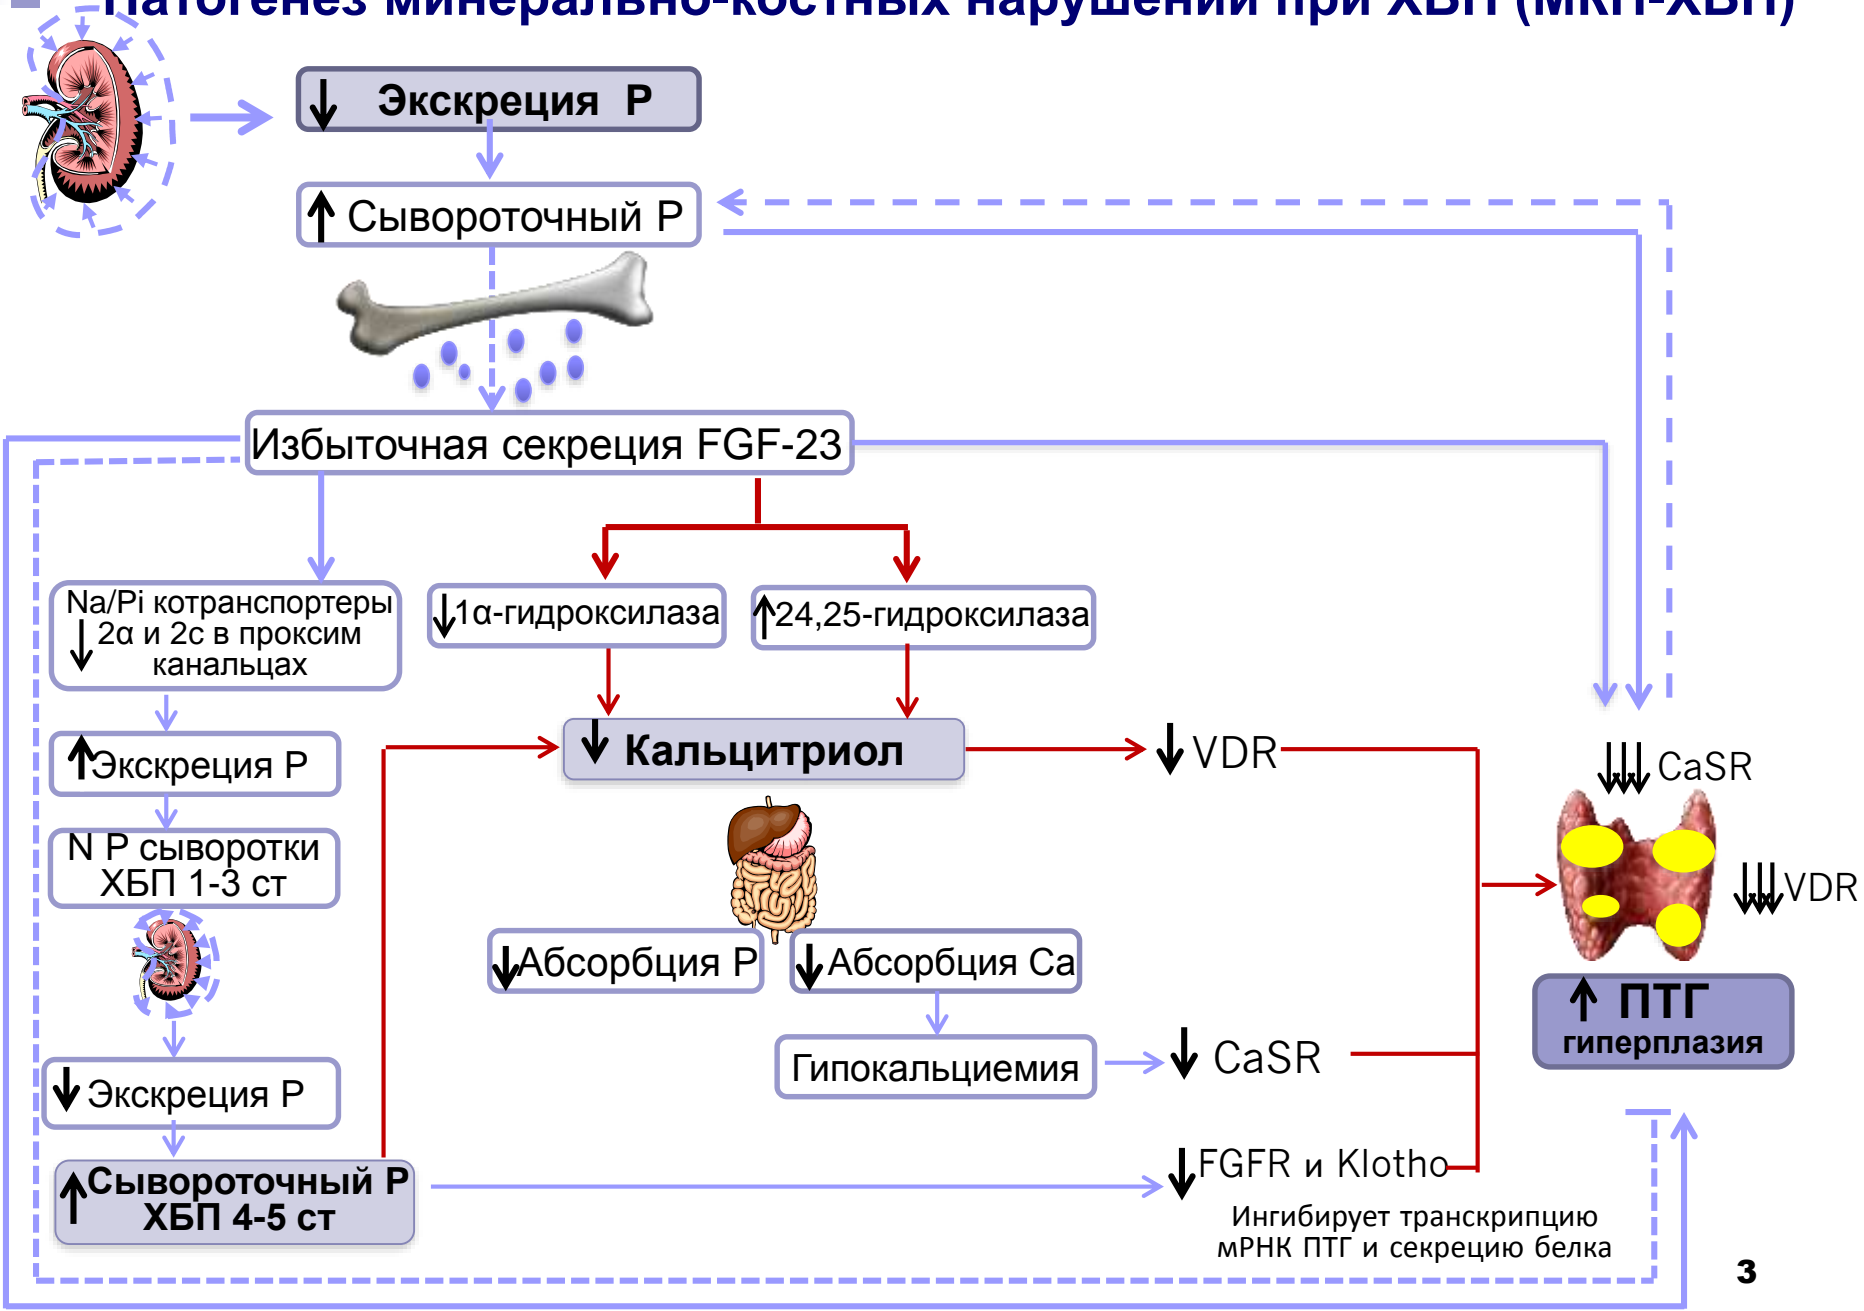 Патогенез минерально-костных нарушений при ХБП (МКН-ХБП)
↓ Экскреция Р
↑ Сывороточный Р
Избыточная секреция FGF-23
Na/Pi котранспортеры
↓ 2α и 2с в проксим
канальцах
↓1α-гидроксилаза
↑24,25-гидроксилаза
↑Экскреция Р
N Р сыворотки
ХБП 1-3 ст
↓ Экскреция Р
↑Сывороточный Р
ХБП 4-5 ст
↓ Кальцитриол
↓ VDR
↓Абсорбция Р
↓Абсорбция Са
Гипокальциемия
↓ CaSR
↓FGFR и Klotho
Ингибирует транскрипцию
мРНК ПТГ и секрецию белка
↓↓↓ CaSR
↓↓↓VDR
↑ ПТГ
гиперплазия
3